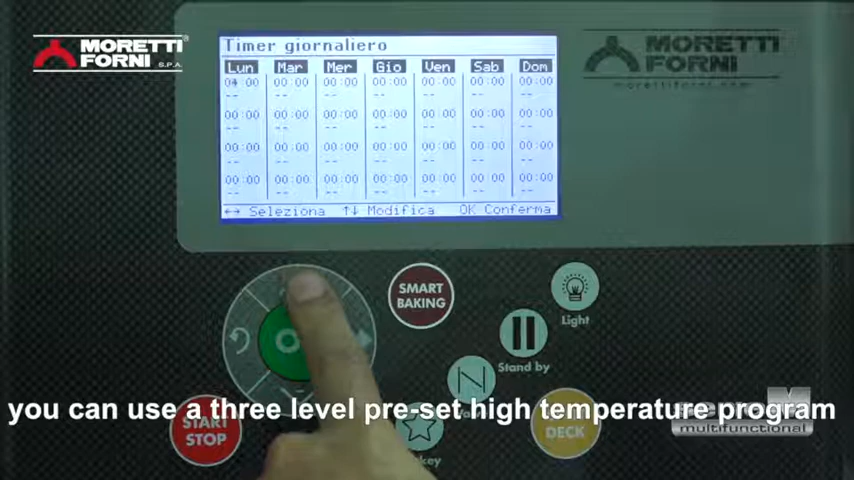 MORETTI
FORNI S.P.A.
Timer giornaliero
Lun Mar Mer Gio Ven Sab Dom
04:00 00:00 00:00 00:00 00:00 00:00 00:00
-- -- -- -- -- -- --
00:00 00:00 00:00 00:00 00:00 00:00 00:00
-- -- -- -- -- -- --
00:00 00:00 00:00 00:00 00:00 00:00 00:00
-- -- -- -- -- -- --
00:00 00:00 00:00 00:00 00:00 00:00 00:00
-- -- -- -- -- -- --
←→ Seleziona ↑↓ Modifica OK Conferma
MORETTI
FORNI
morettiforni.com
SMART
BAKING
Light
Stand by
you can use a three level pre-set high temperature program
START
STOP
DECK
multifunctional